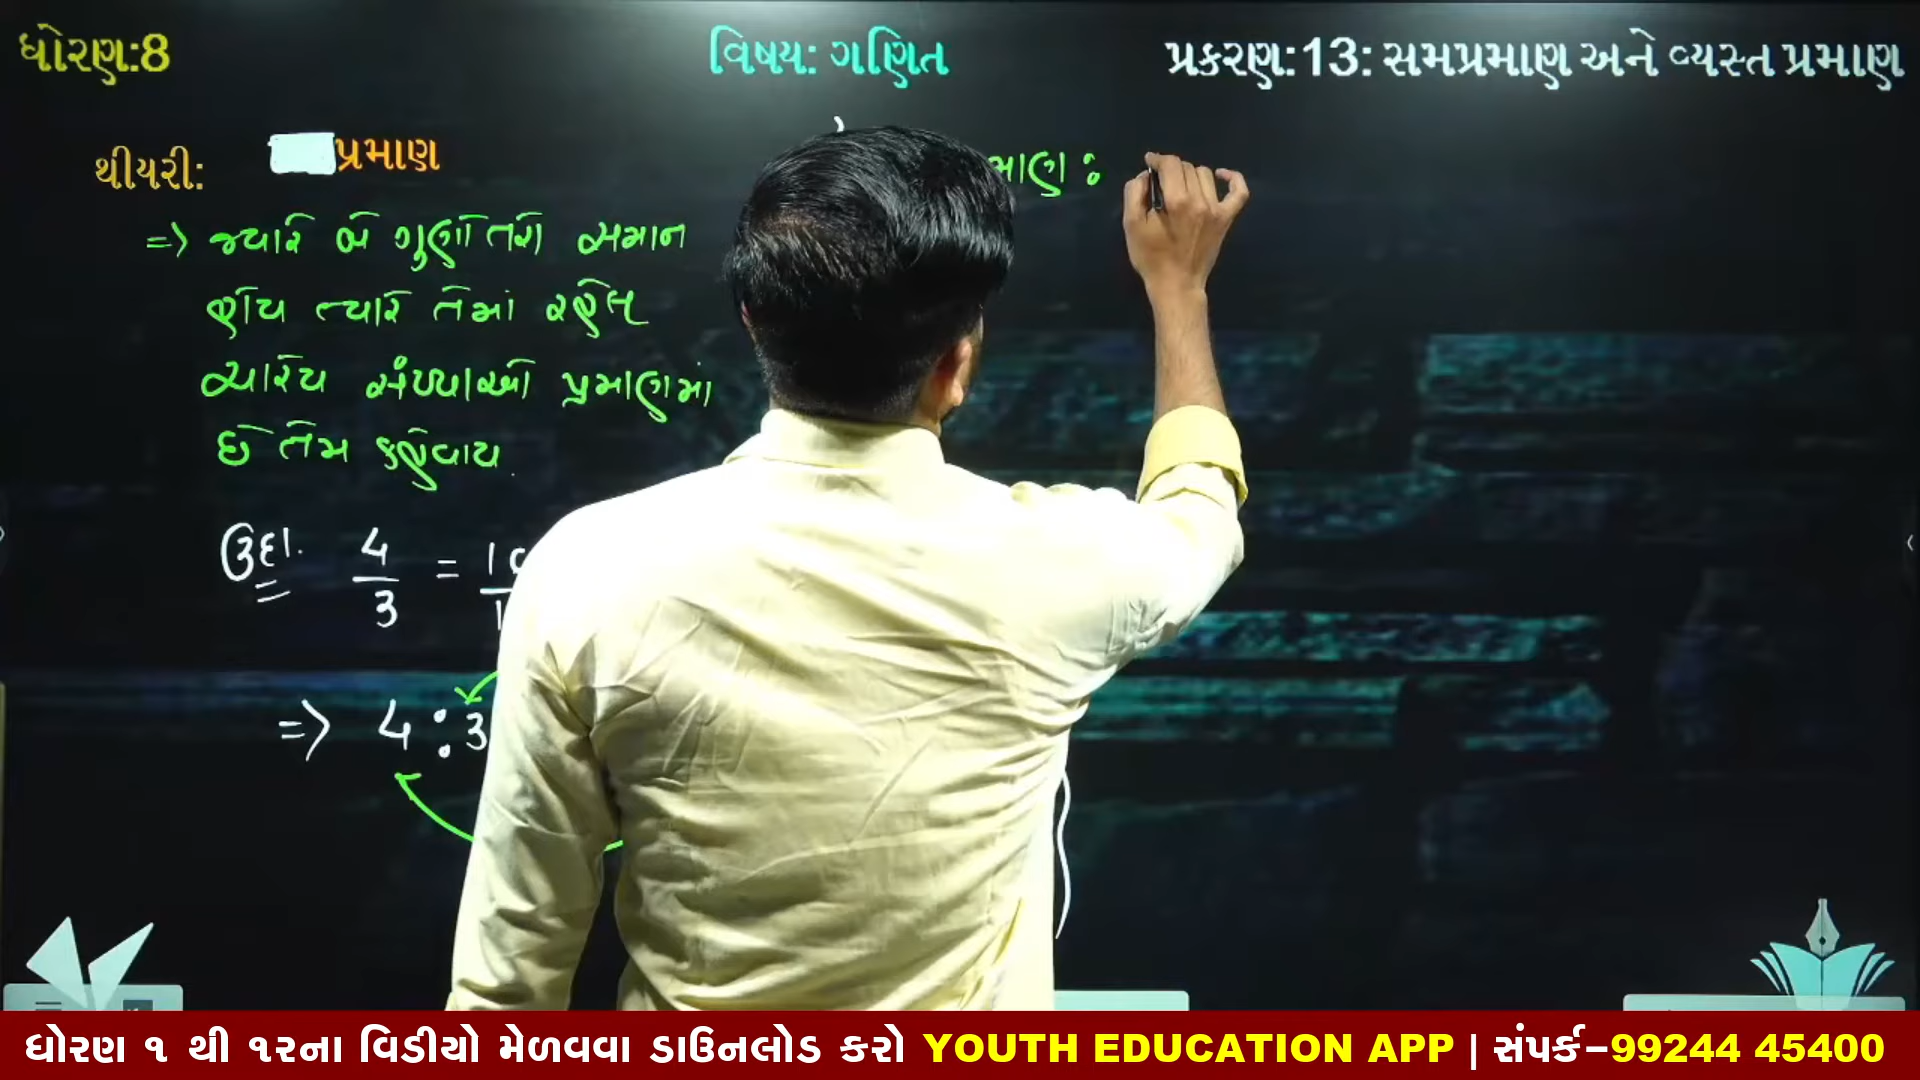 ધોરણ:8
વિષય: ગણિત
પ્રકરણ:13: સમપ્રમાણ અને વ્યસ્ત પ્રમાણ
થીયરી:
પ્રમાણ
=> જ્યારે બે ગુણોત્તરો સમાન
હોય ત્યારે તેમાં રહેલ
ચારેય સંખ્યાઓ પ્રમાણમાં
છે તેમ કહેવાય.
ઉદા. 4/3 =
=> 4 : 3
માણ :
ધોરણ ૧ થી ૧૨ના વિડીયો મેળવવા ડાઉનલોડ કરો YOUTH EDUCATION APP | સંપર્ક–99244 45400